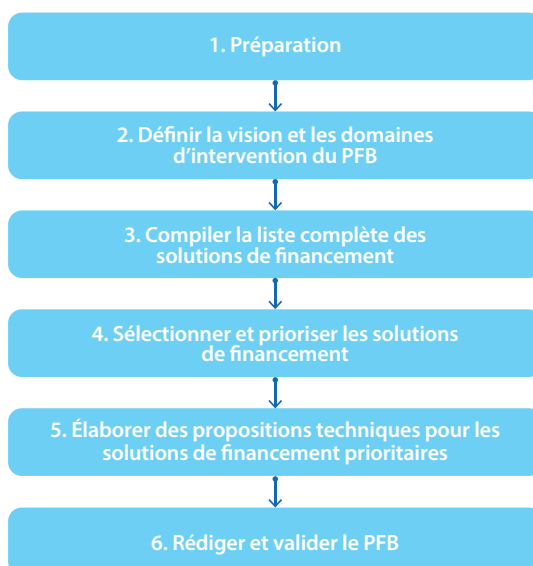 1. Préparation
2. Définir la vision et les domaines
d’intervention du PFB
3. Compiler la liste complète des
solutions de financement
4. Sélectionner et prioriser les solutions
de financement
5. Élaborer des propositions techniques pour les
solutions de financement prioritaires
6. Rédiger et valider le PFB